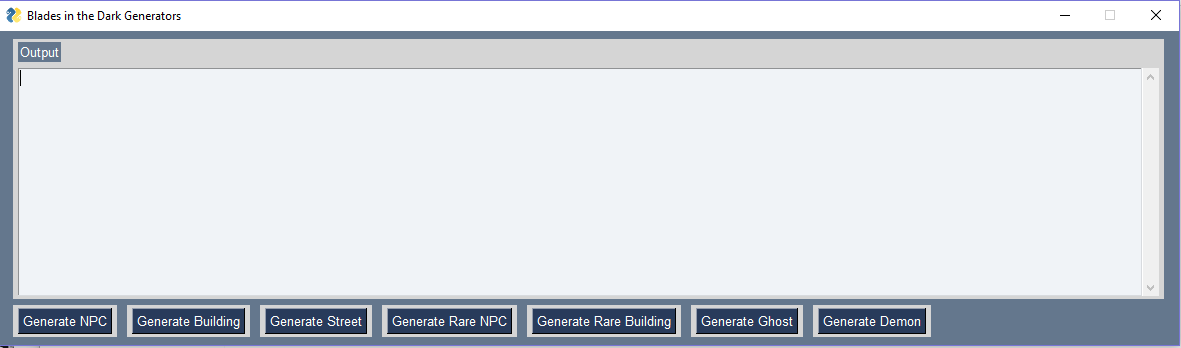 Blades in the Dark Generators
Output
Generate NPC Generate Building Generate Street Generate Rare NPC Generate Rare Building Generate Ghost Generate Demon